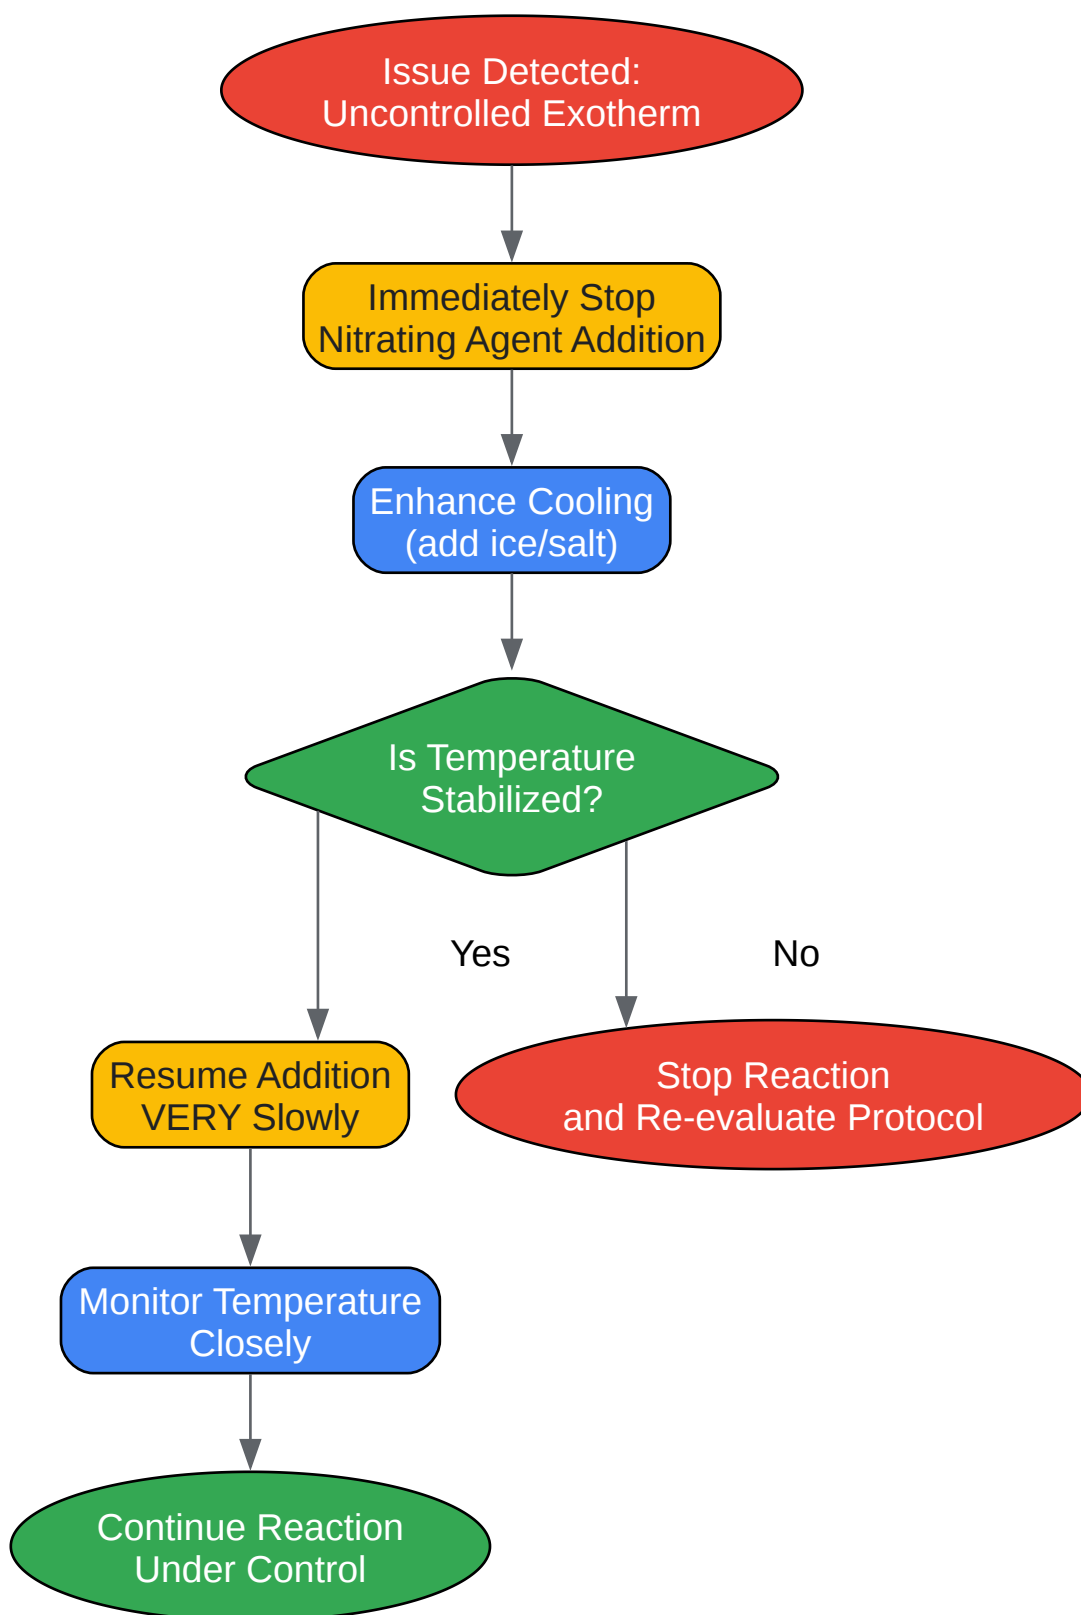 Issue Detected:
Uncontrolled Exotherm
Immediately Stop
Nitrating Agent Addition
Enhance Cooling
(add ice/salt)
Is Temperature
Stabilized?
Yes
No
Resume Addition
VERY Slowly
Stop Reaction
and Re-evaluate Protocol
Monitor Temperature
Closely
Continue Reaction
Under Control